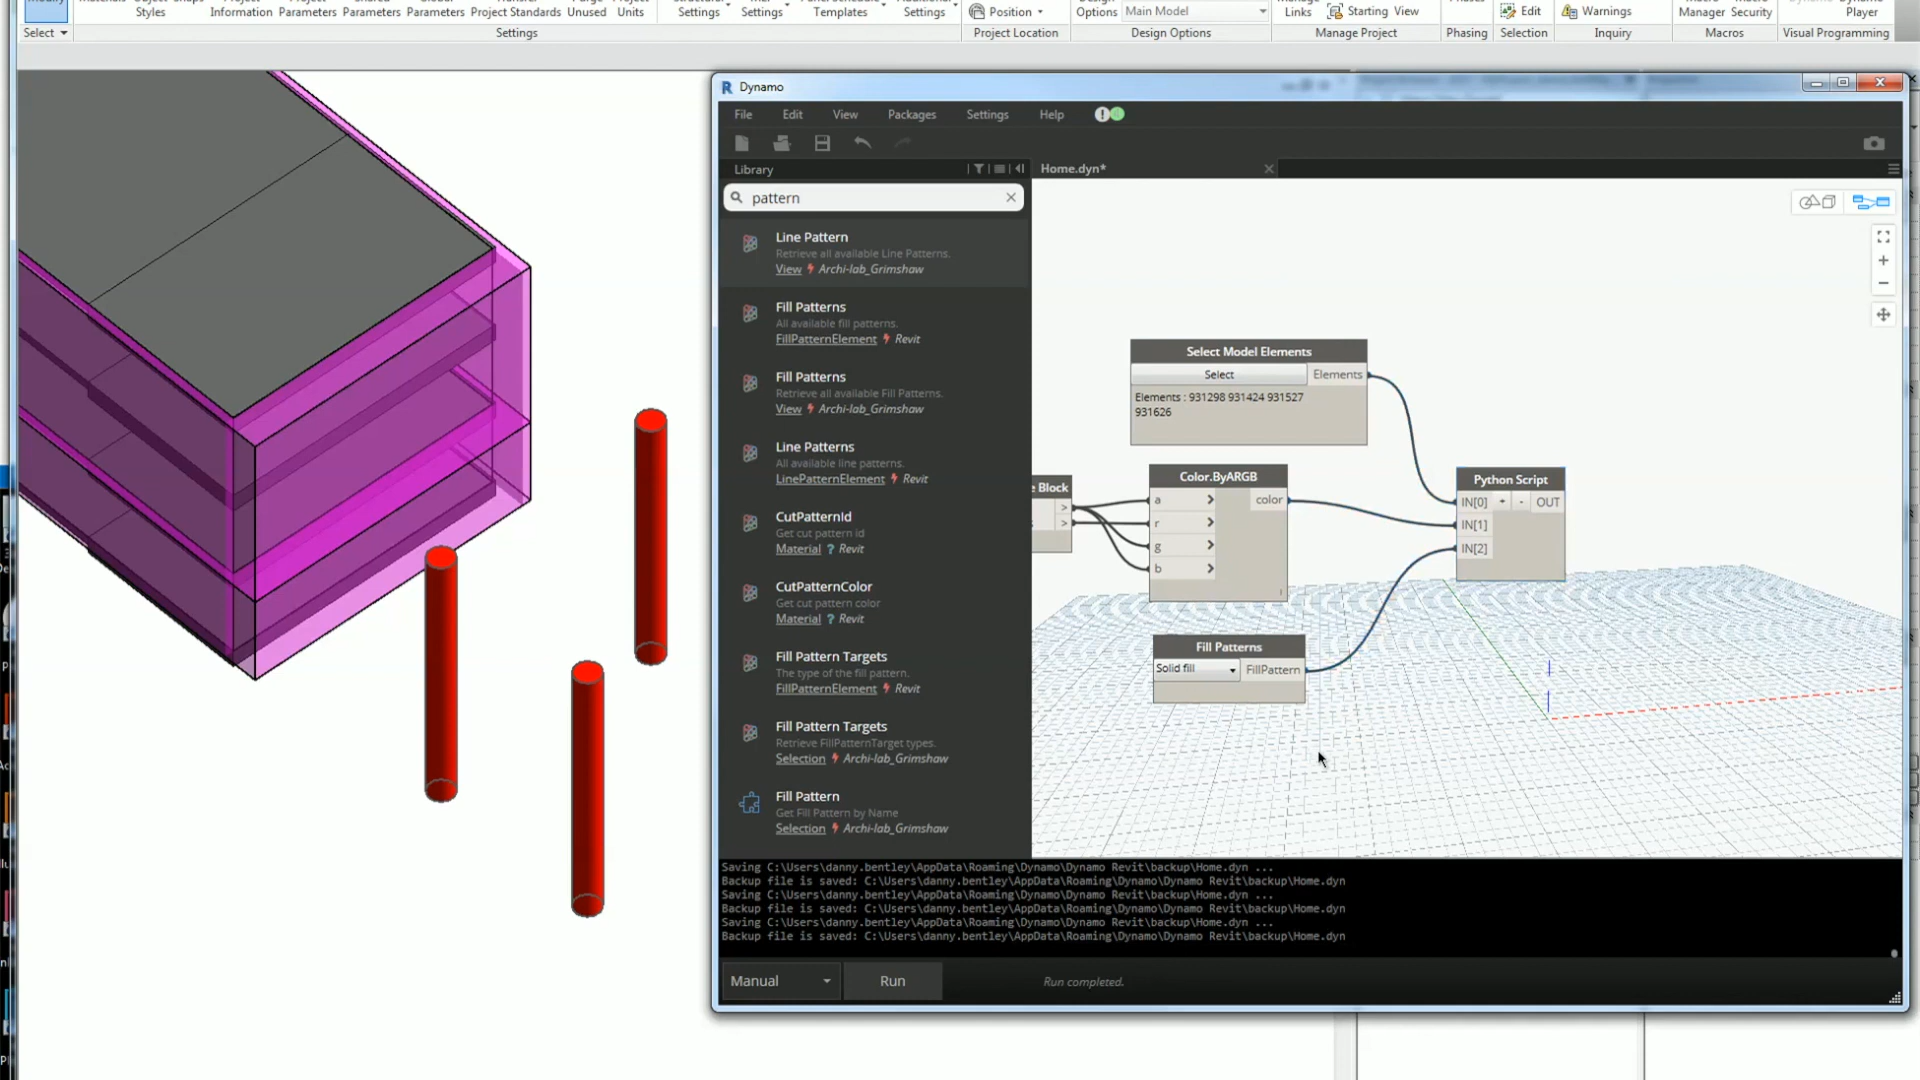 Modify
Select
Styles
Information
Parameters
Shared
Parameters
Parameters
Project Standards
Unused
Project
Units
Settings
Settings
Settings
Templates
Settings
Position
Project Location
Design
Options
Main Model
Design Options
Manage
Links
Starting View
Manage Project
Phases
Phasing
Edit
Selection
Warnings
Inquiry
Manager
Security
Macros
Dynamo
Dynamo
Player
Visual Programming
Dynamo
File Edit View Packages Settings Help
Library
Home.dyn*
pattern
Line Pattern
Retrieve all available Line Patterns.
View Archi-lab_Grimshaw
Fill Patterns
All available fill patterns.
FillPatternElement Revit
Fill Patterns
Retrieve all available Fill Patterns.
View Archi-lab_Grimshaw
Line Patterns
All available line patterns.
LinePatternElement Revit
CutPatternId
Get cut pattern id
Material ? Revit
CutPatternColor
Get cut pattern color
Material ? Revit
Fill Pattern Targets
The type of the fill pattern.
FillPatternElement Revit
Fill Pattern Targets
Retrieve FillPatternTarget types.
Selection Archi-lab_Grimshaw
Fill Pattern
Get Fill Pattern by Name
Selection Archi-lab_Grimshaw
Select Model Elements
Select Elements
Elements : 931298 931424 931527
931626
e Block
>
>
Color.ByARGB
a > color
r >
g >
b >
Python Script
IN[0] + - OUT
IN[1]
IN[2]
Fill Patterns
Solid fill FillPattern
Saving C:\Users\danny.bentley\AppData\Roaming\Dynamo\Dynamo Revit\backup\Home.dyn ...
Backup file is saved: C:\Users\danny.bentley\AppData\Roaming\Dynamo\Dynamo Revit\backup\Home.dyn
Saving C:\Users\danny.bentley\AppData\Roaming\Dynamo\Dynamo Revit\backup\Home.dyn ...
Backup file is saved: C:\Users\danny.bentley\AppData\Roaming\Dynamo\Dynamo Revit\backup\Home.dyn
Saving C:\Users\danny.bentley\AppData\Roaming\Dynamo\Dynamo Revit\backup\Home.dyn ...
Backup file is saved: C:\Users\danny.bentley\AppData\Roaming\Dynamo\Dynamo Revit\backup\Home.dyn
Manual Run Run completed.